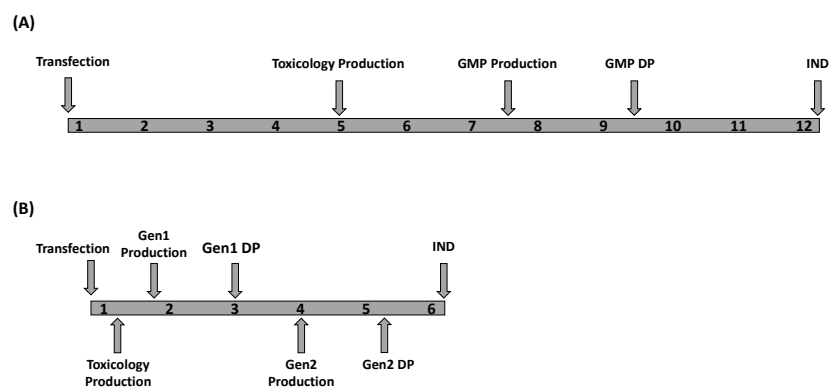 (A)
Transfection
Toxicology Production
GMP Production
GMP DP
IND
1 2 3 4 5 6 7 8 9 10 11 12
(B)
Transfection
Gen1
Production
Gen1 DP
IND
1 2 3 4 5 6
Toxicology
Production
Gen2
Production
Gen2 DP